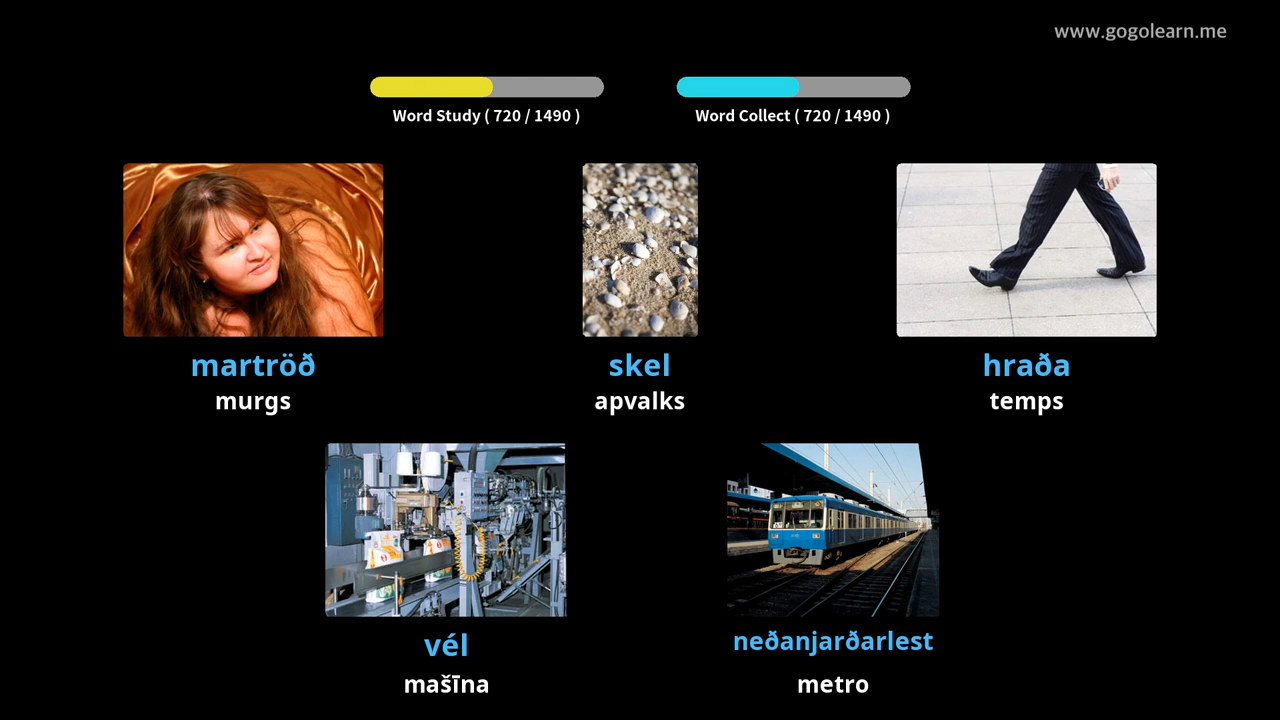 www.gogolearn.me
Word Study ( 720 / 1490 )
Word Collect ( 720 / 1490 )
martröð
murgs
skel
apvalks
hraða
temps
vél
mašīna
neðanjarðarlest
metro